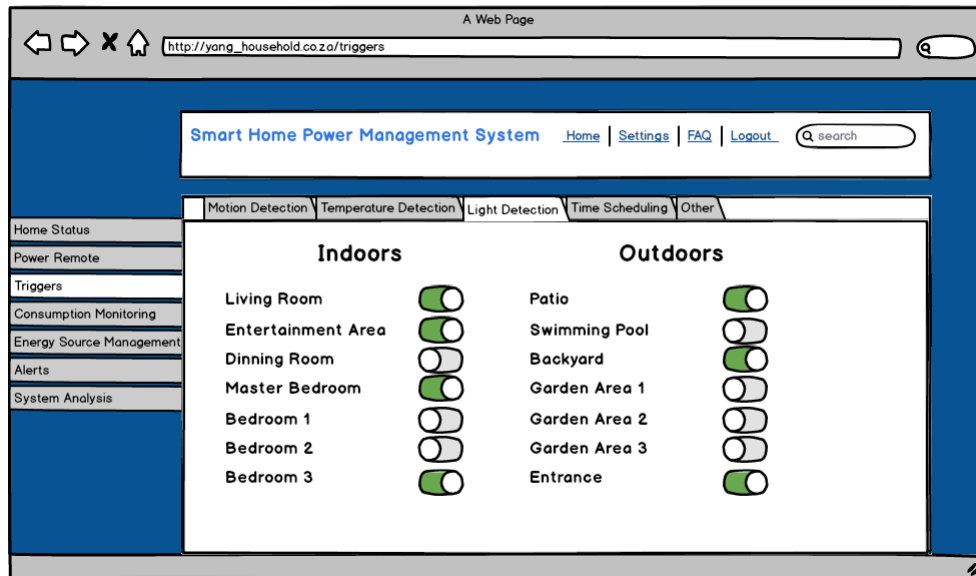 A Web Page
http://yang_household.co.za/triggers
Smart Home Power Management System Home Settings FAQ Logout search
Motion Detection Temperature Detection Light Detection Time Scheduling Other
Home Status
Power Remote
Triggers
Consumption Monitoring
Energy Source Management
Alerts
System Analysis
Indoors
Living Room
Entertainment Area
Dinning Room
Master Bedroom
Bedroom 1
Bedroom 2
Bedroom 3
Outdoors
Patio
Swimming Pool
Backyard
Garden Area 1
Garden Area 2
Garden Area 3
Entrance